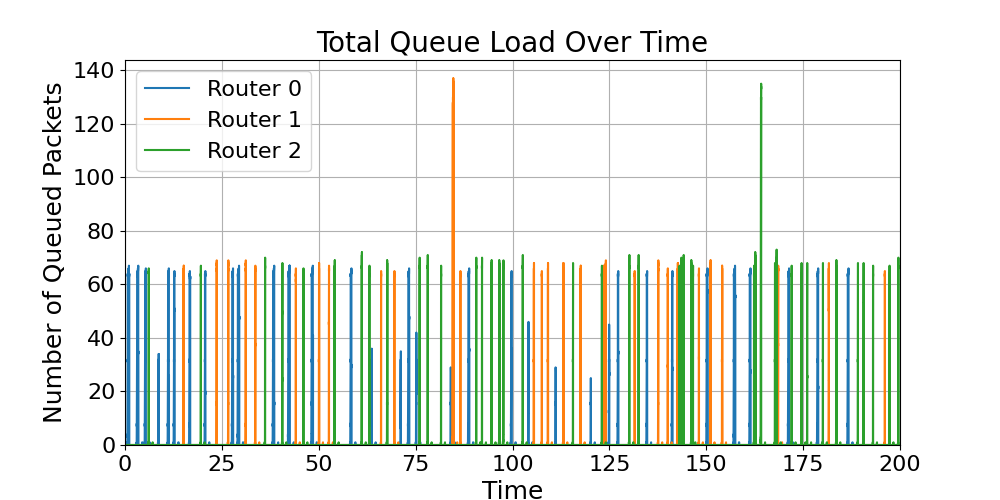 Total Queue Load Over Time
Number of Queued Packets
140
120
100
80
60
40
20
0
Router 0
Router 1
Router 2
0 25 50 75 100 125 150 175 200
Time